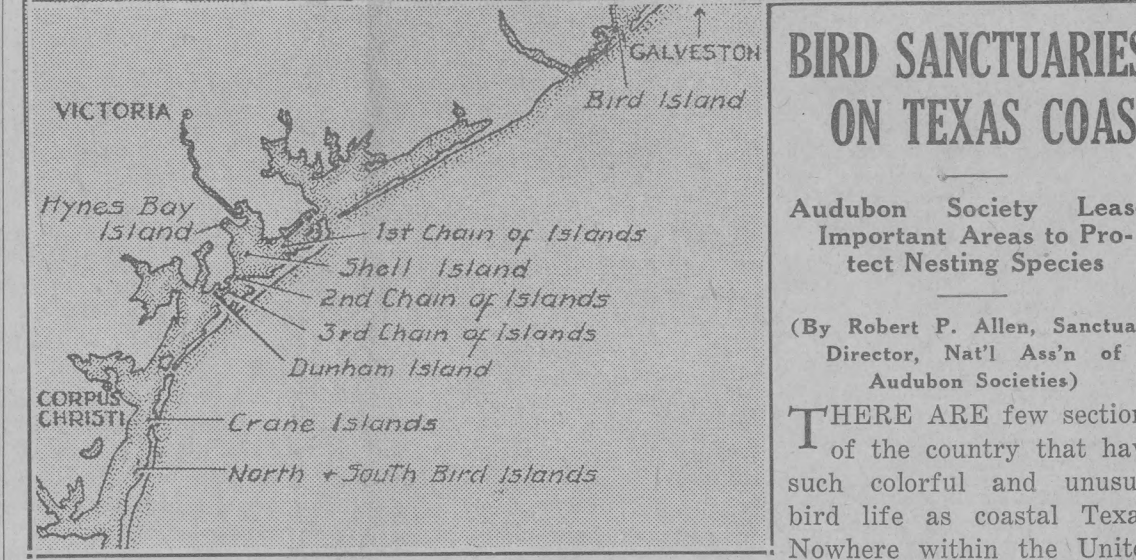 GALVESTON
Bird Island
VICTORIA
Hynes Bay
Island
1st Chain of Islands
Shell Island
2nd Chain of Islands
3rd Chain of Islands
Dunham Island
CORPUS
CHRISTI
Crane Islands
North + South Bird Islands
BIRD SANCTUARIES
ON TEXAS COAS
Audubon Society Leas
Important Areas to Pro-
tect Nesting Species
(By Robert P. Allen, Sanctua
Director, Nat'l Ass'n of
Audubon Societies)
THERE ARE few section
of the country that hav
such colorful and unusu
bird life as coastal Texa
Nowhere within the Unit